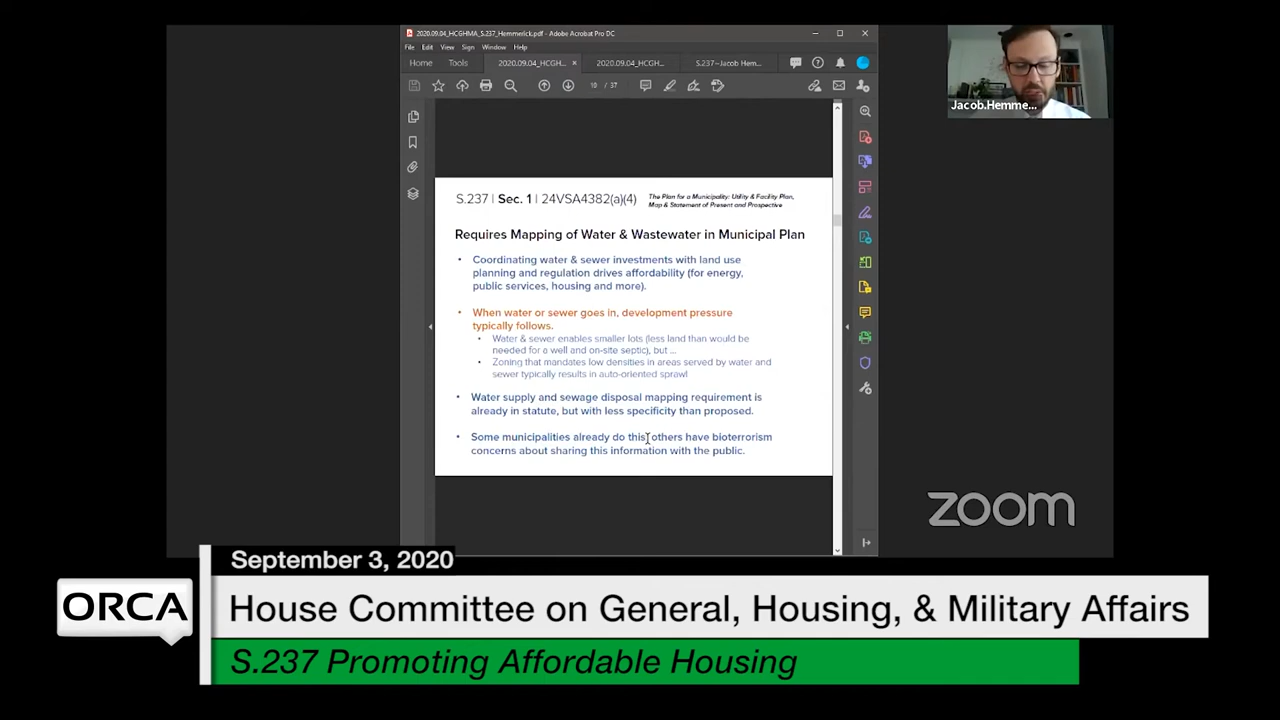 2020.09.04_HCGHMA_S.237_Hemmerlick.pdf - Adobe Acrobat Pro DC
File Edit View Sign Window Help
Home Tools 2020.09.04_HCGH... × 2020.09.04_HCGH... S.237~Jacob Hem...
10 / 37
Jacob.Hemme...
S.237 | Sec. 1 | 24VSA4382(a)(4)
The Plan for a Municipality: Utility & Facility Plan,
Map & Statement of Present and Prospective
Requires Mapping of Water & Wastewater in Municipal Plan
• Coordinating water & sewer investments with land use
planning and regulation drives affordability (for energy,
public services, housing and more).
• When water or sewer goes in, development pressure
typically follows.
• Water & sewer enables smaller lots (less land than would be
needed for a well and on-site septic), but ...
• Zoning that mandates low densities in areas served by water and
sewer typically results in auto-oriented sprawl
• Water supply and sewage disposal mapping requirement is
already in statute, but with less specificity than proposed.
• Some municipalities already do this others have bioterrorism
concerns about sharing this information with the public.
zoom
September 3, 2020
ORCA
House Committee on General, Housing, & Military Affairs
S.237 Promoting Affordable Housing